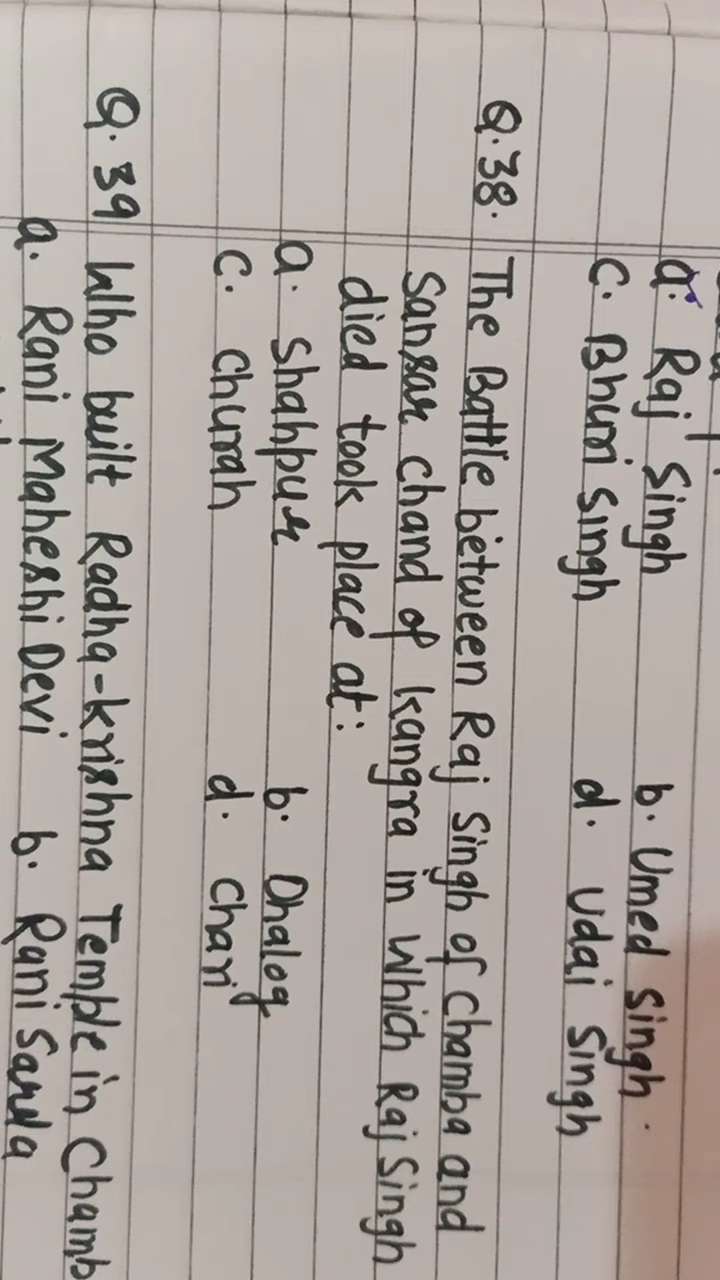 a. Raj Singh b. Umed Singh.
c. Bhuri Singh d. Udai Singh
Q.38. The Battle between Raj Singh of Chamba and
Sansar chand of kangra in which Raj Singh
died took place at:
a. Shahpur b. Dhalog
c. Churah d. Chari
Q. 39 Who built Radha-krishna Temple in Chamb
a. Rani Maheshi Devi b. Rani Sarda